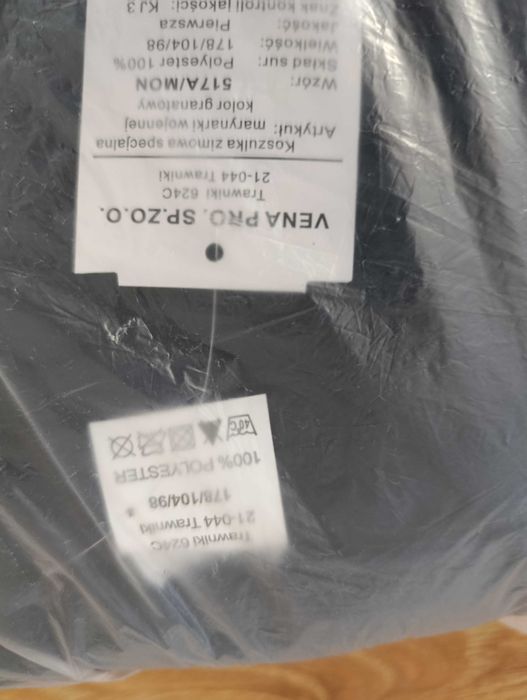 VENA PRO. SP.ZO.O.
Trawniki 624C
21-044 Trawniki
Koszulka zimowa specjalna
Artykuł: marynarki wojennej
kolor granatowy
Wzór: 517A/MON
Skład sur: Polyester 100%
Wielkość: 178/104/98
Jakość: Pierwsza
Znak kontroli jakości KJ 3
Trawniki 624C
21-044 Trawniki
178/104/98
100% POLYESTER
40°C